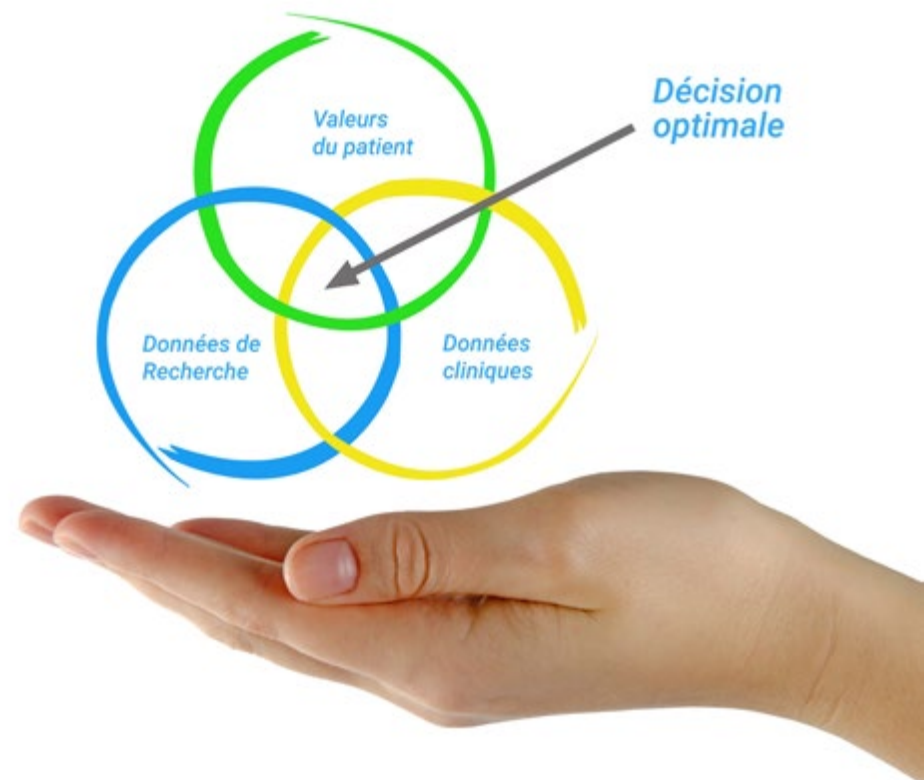 Valeurs
du patient
Décision
optimale
Données de
Recherche
Données
cliniques